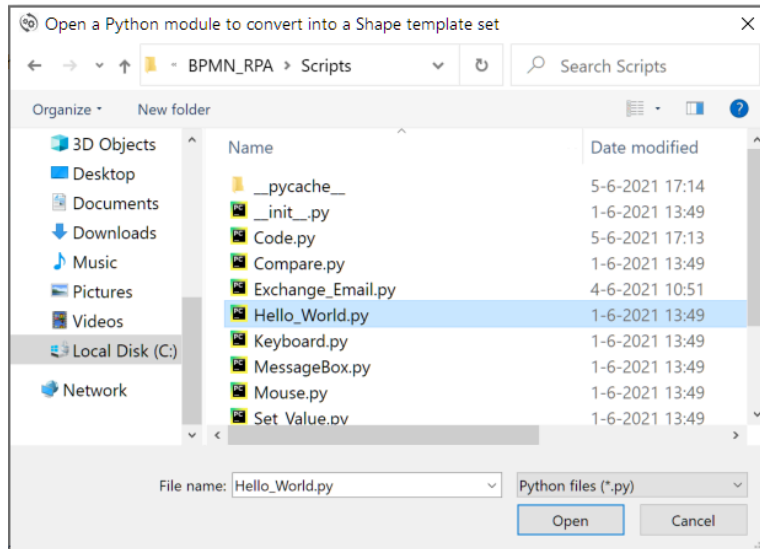 Open a Python module to convert into a Shape template set
BPMN_RPA > Scripts
Search Scripts
Organize
New folder
3D Objects
Desktop
Documents
Downloads
Music
Pictures
Videos
Local Disk (C:)
Network
Name Date modified
__pycache__ 5-6-2021 17:14
__init__.py 1-6-2021 13:49
Code.py 5-6-2021 17:13
Compare.py 1-6-2021 13:49
Exchange_Email.py 4-6-2021 10:51
Hello_World.py 1-6-2021 13:49
Keyboard.py 1-6-2021 13:49
MessageBox.py 1-6-2021 13:49
Mouse.py 1-6-2021 13:49
Set_Value.py 1-6-2021 13:49
File name: Hello_World.py
Python files (*.py)
Open
Cancel